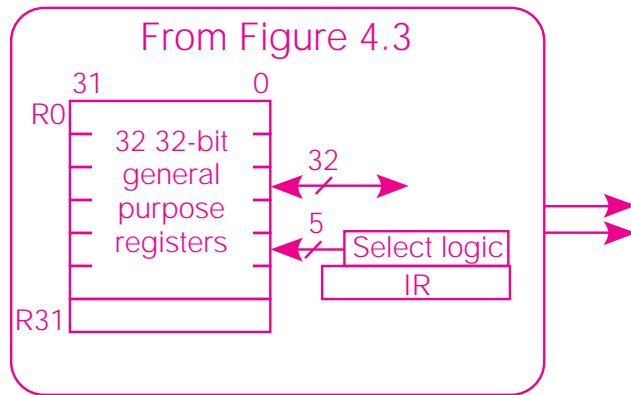 From Figure 4.3
31 0
R0
32 32-bit
general
purpose
registers
32
5
Select logic
IR
R31